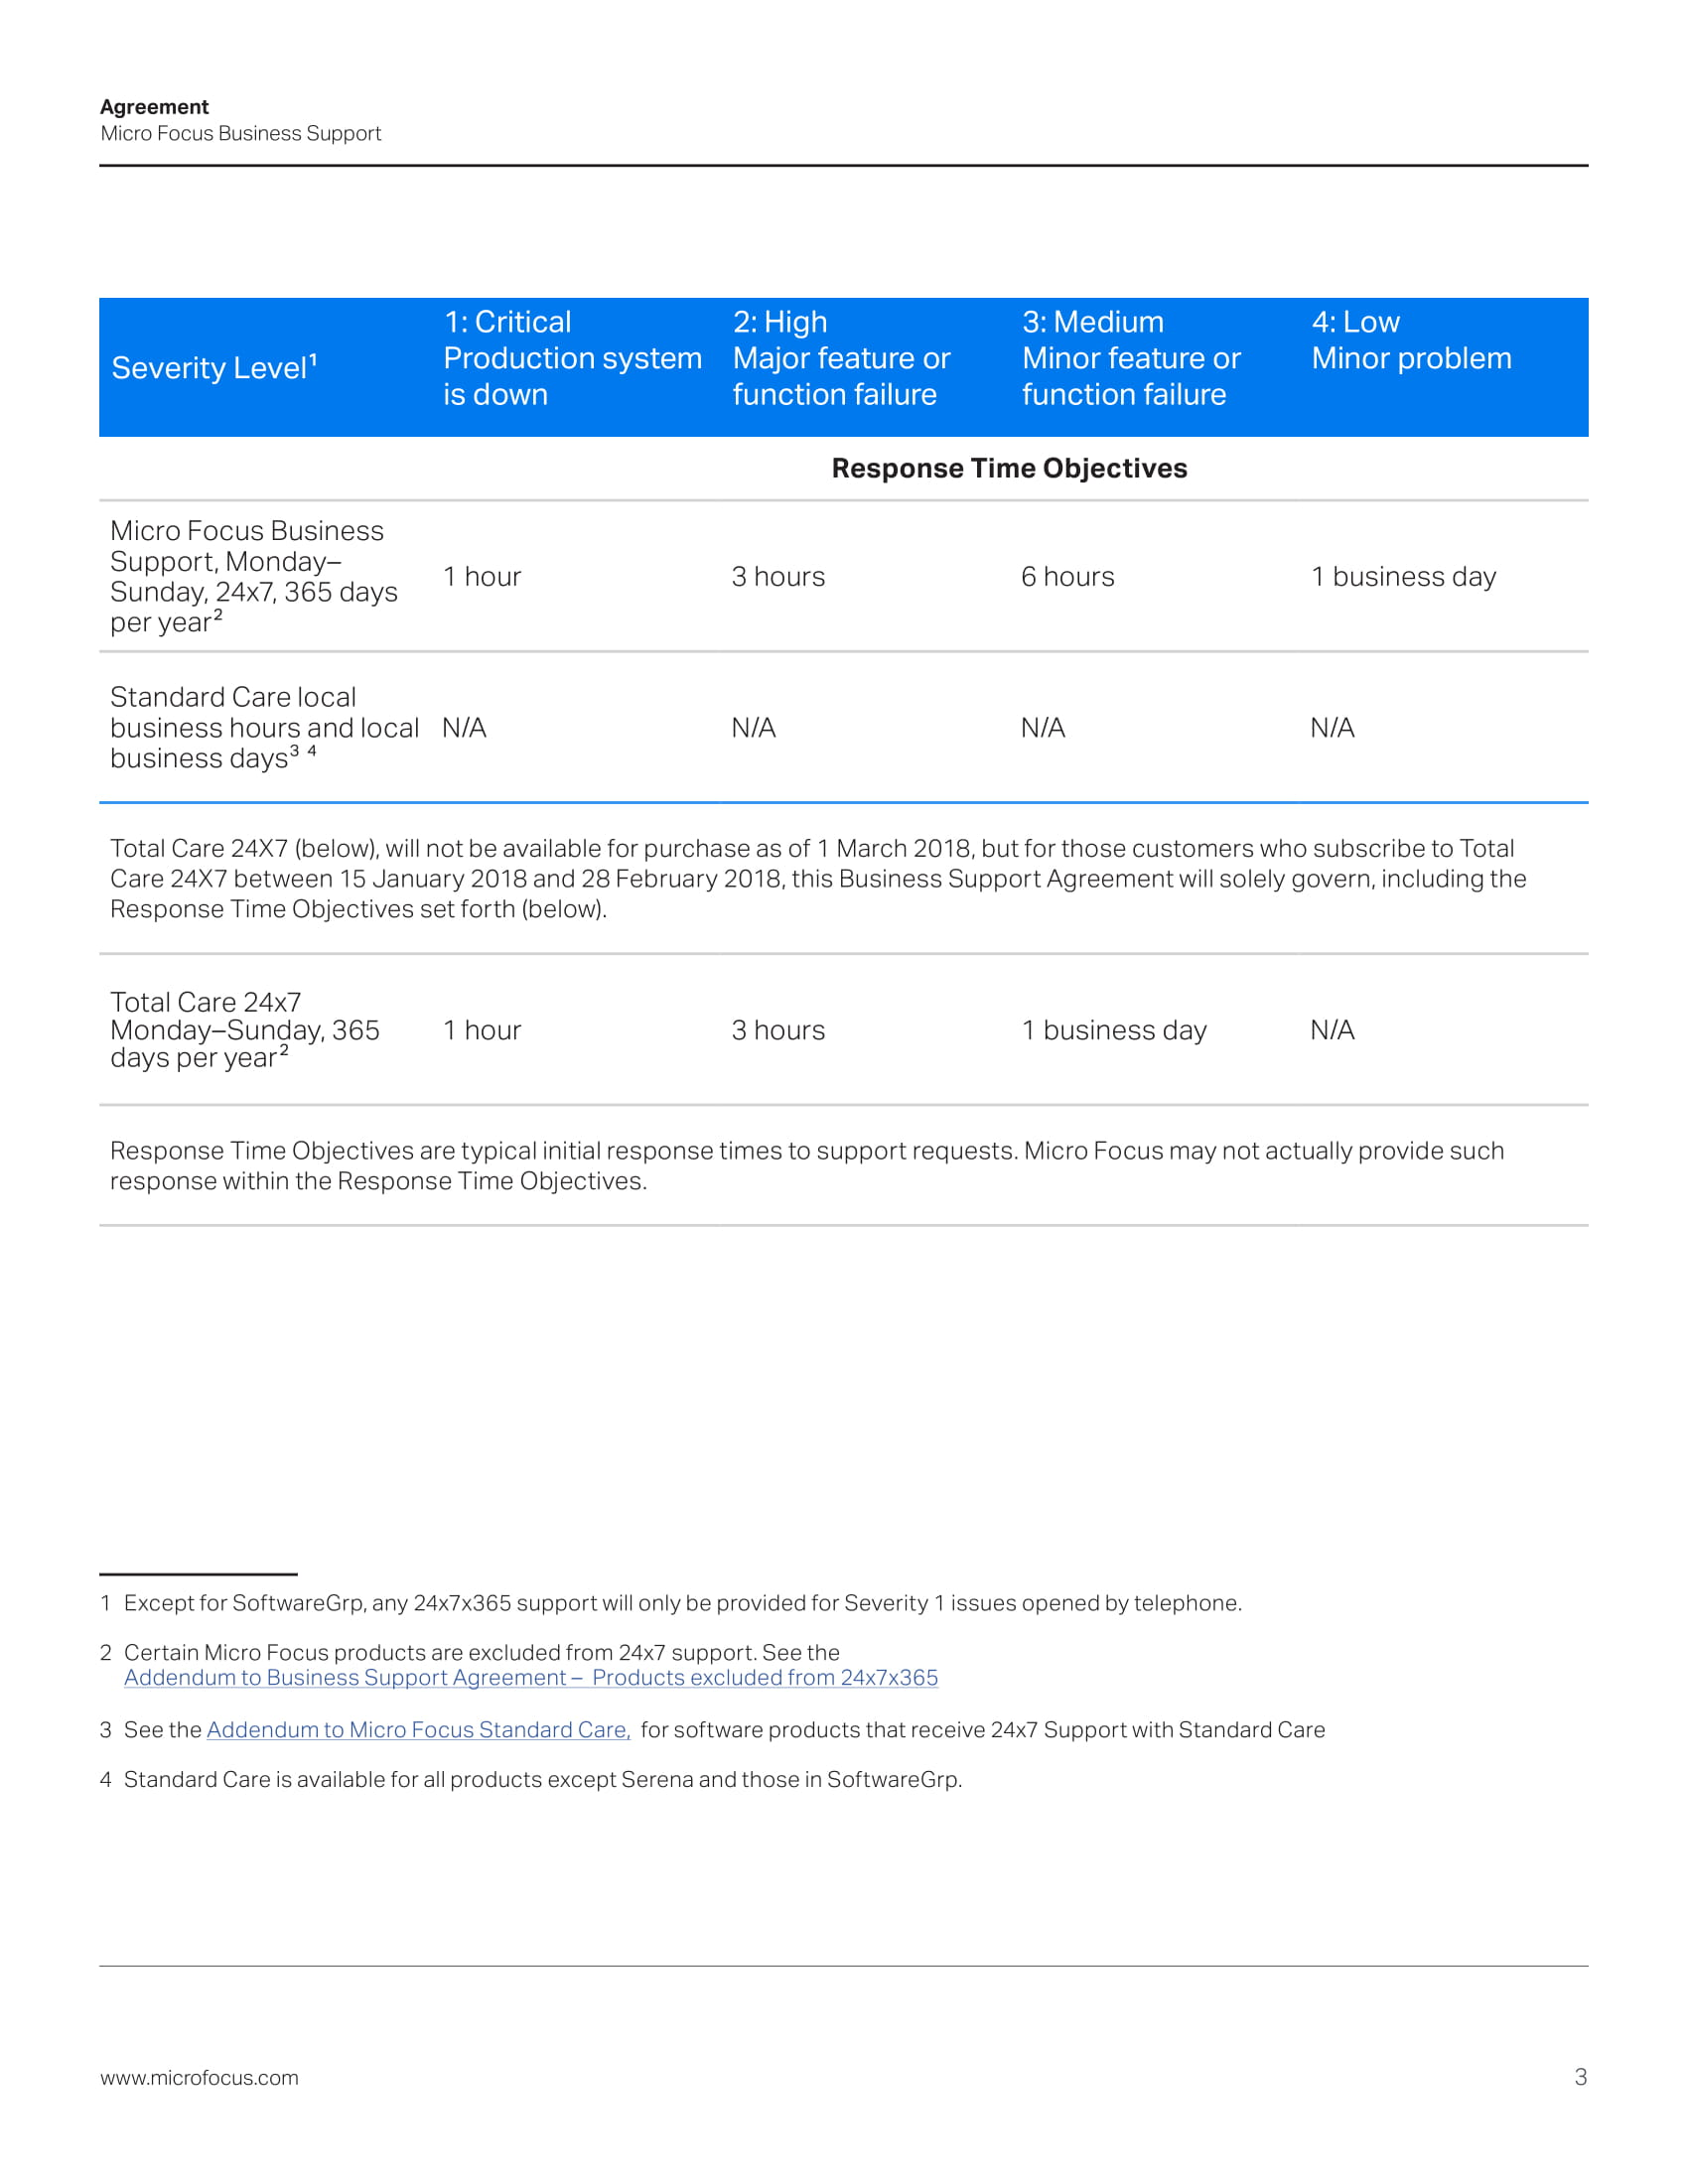 Agreement
Micro Focus Business Support
Severity Level¹
1: Critical
Production system
is down
2: High
Major feature or
function failure
3: Medium
Minor feature or
function failure
4: Low
Minor problem
Response Time Objectives
Micro Focus Business
Support, Monday–
Sunday, 24x7, 365 days
per year²
1 hour
3 hours
6 hours
1 business day
Standard Care local
business hours and local
business days³ ⁴
N/A
N/A
N/A
N/A
Total Care 24X7 (below), will not be available for purchase as of 1 March 2018, but for those customers who subscribe to Total
Care 24X7 between 15 January 2018 and 28 February 2018, this Business Support Agreement will solely govern, including the
Response Time Objectives set forth (below).
Total Care 24x7
Monday–Sunday, 365
days per year²
1 hour
3 hours
1 business day
N/A
Response Time Objectives are typical initial response times to support requests. Micro Focus may not actually provide such
response within the Response Time Objectives.
1 Except for SoftwareGrp, any 24x7x365 support will only be provided for Severity 1 issues opened by telephone.
2 Certain Micro Focus products are excluded from 24x7 support. See the
Addendum to Business Support Agreement – Products excluded from 24x7x365
3 See the Addendum to Micro Focus Standard Care, for software products that receive 24x7 Support with Standard Care
4 Standard Care is available for all products except Serena and those in SoftwareGrp.
www.microfocus.com
3